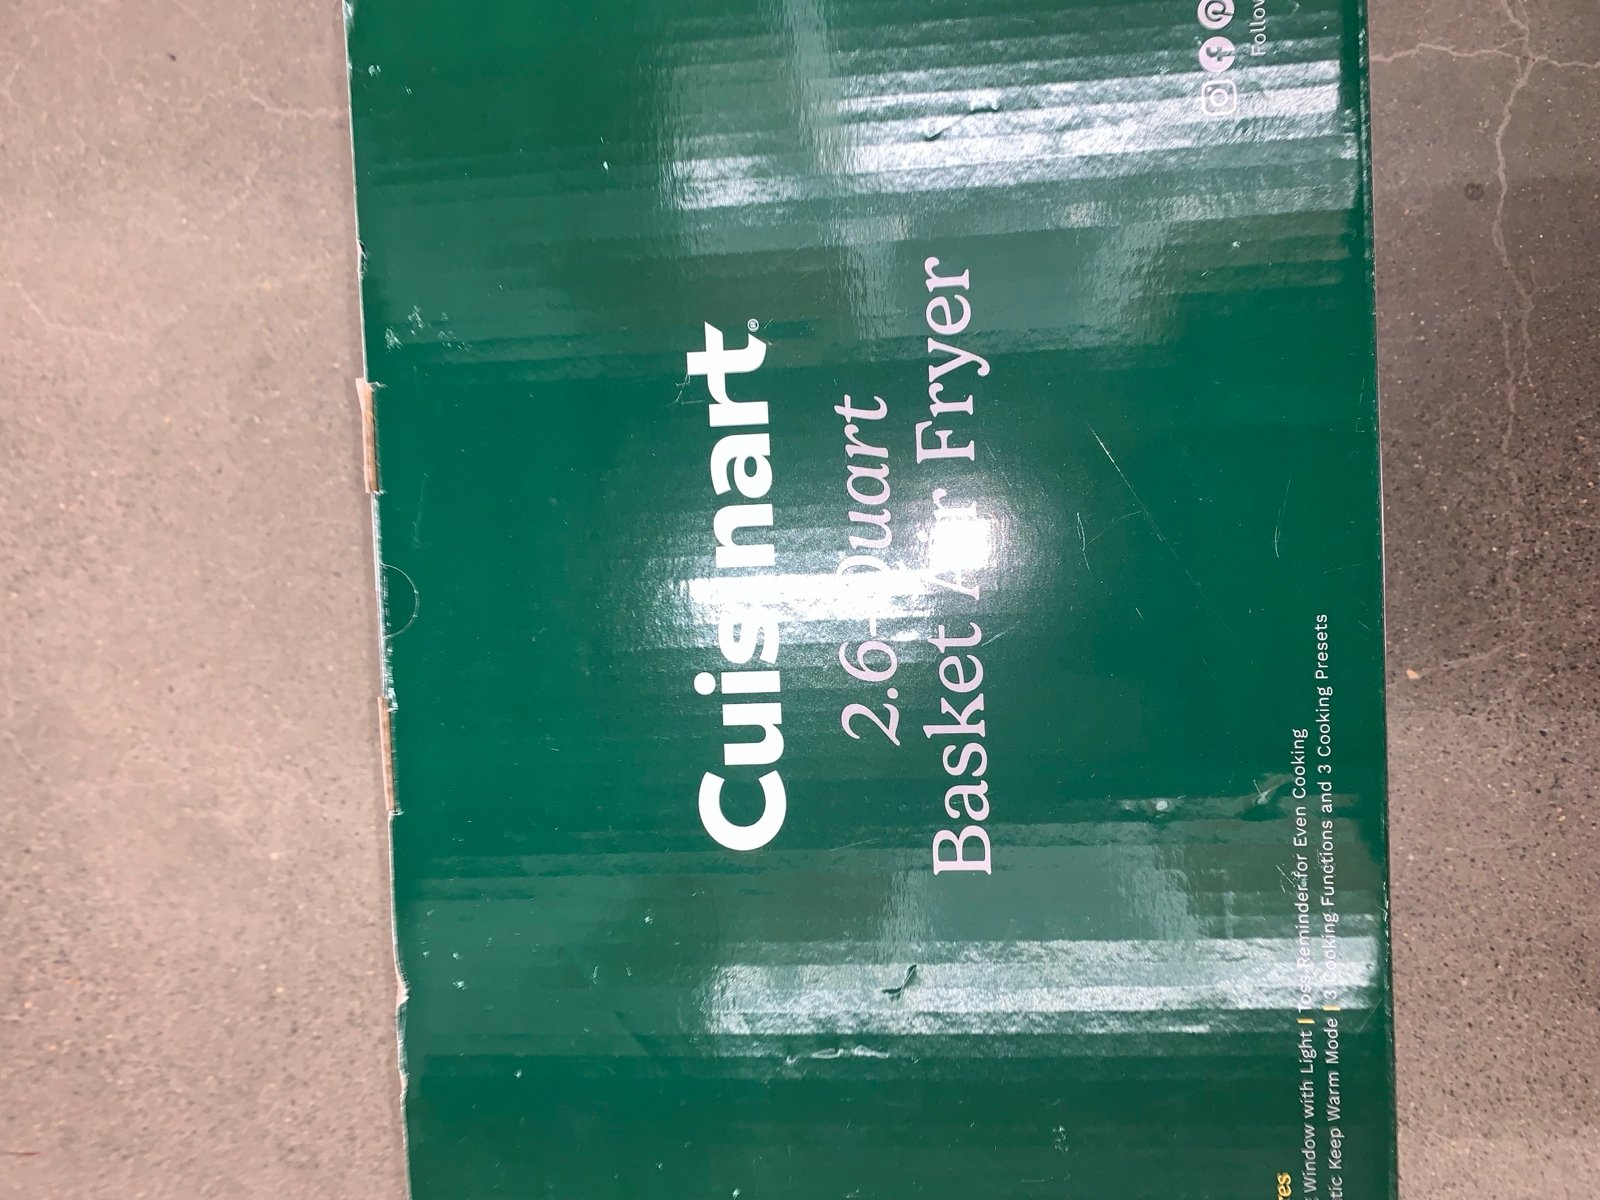 Cuisinart®
2.6-Quart
Basket Air Fryer
Window with Light | Toss Reminder for Even Cooking
Keep Warm Mode | 3 Cooking Functions and 3 Cooking Presets